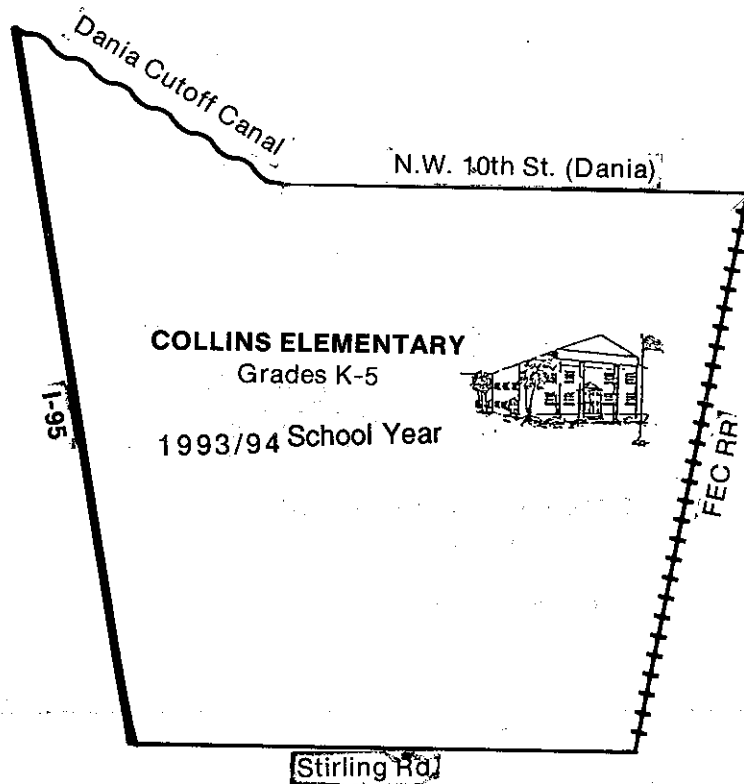 Dania Cutoff Canal
N.W. 10th St. (Dania)
COLLINS ELEMENTARY
Grades K-5
1993/94 School Year
I-95
FEC RR
Stirling Rd.